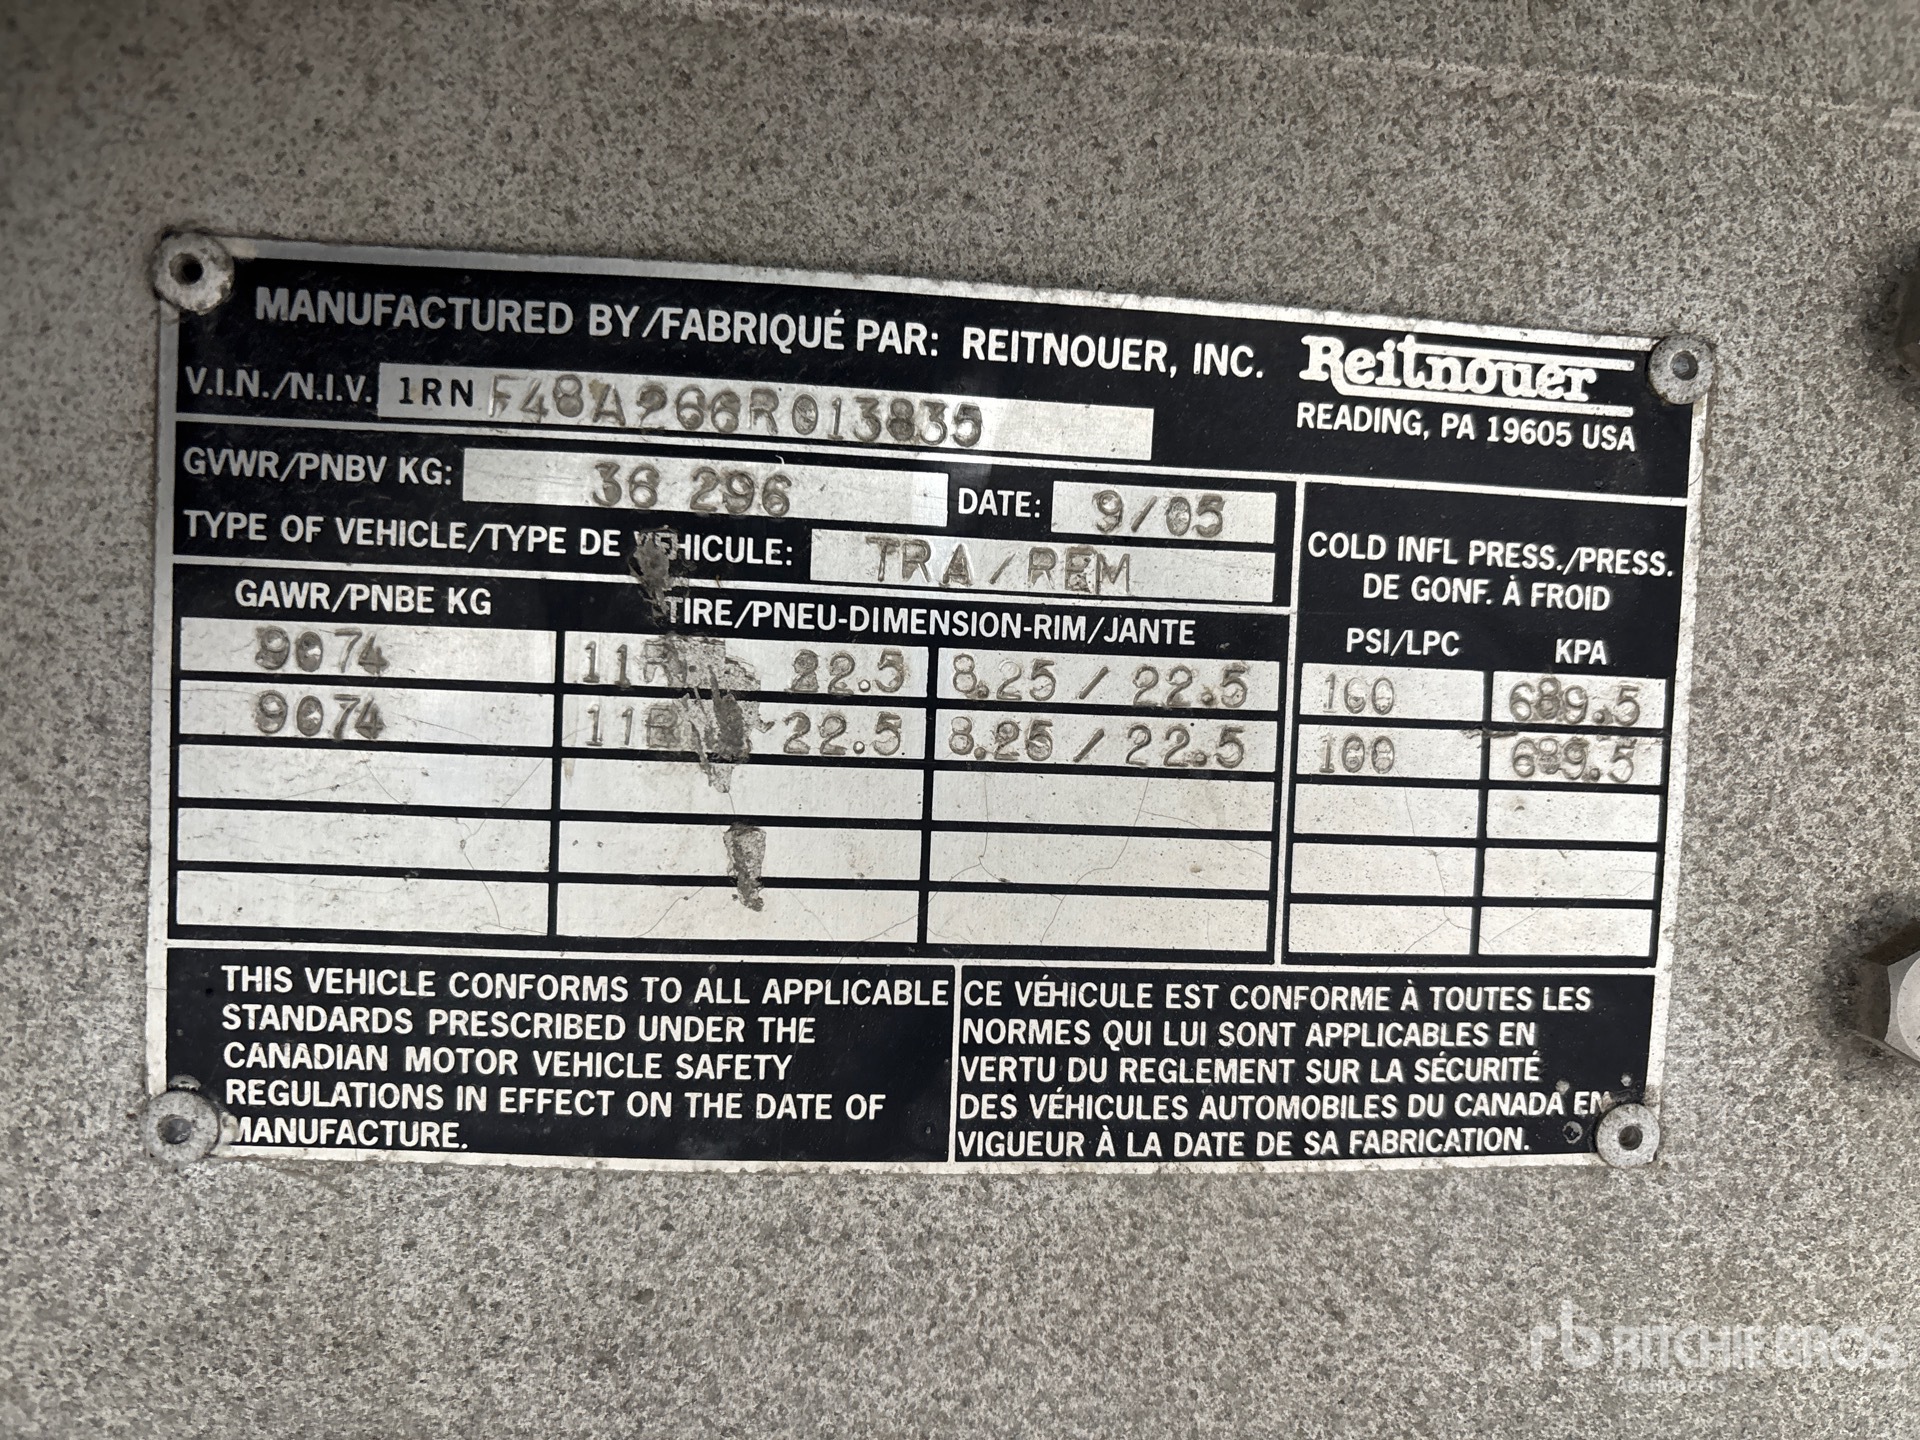 MANUFACTURED BY/FABRIQUÉ PAR: REITNOUER, INC.
Reitnouer
READING, PA 19605 USA
V.I.N./N.I.V. 1RNF48A266R013835
GVWR/PNBV KG: 36 296 DATE: 9/05
TYPE OF VEHICLE/TYPE DE VEHICULE: TRA/REM
COLD INFL PRESS./PRESS.
DE GONF. À FROID
GAWR/PNBE KG TIRE/PNEU-DIMENSION-RIM/JANTE PSI/LPC KPA
9074 11R 22.5 8.25 / 22.5 100 689.5
9074 11R 22.5 8.25 / 22.5 100 689.5
THIS VEHICLE CONFORMS TO ALL APPLICABLE
STANDARDS PRESCRIBED UNDER THE
CANADIAN MOTOR VEHICLE SAFETY
REGULATIONS IN EFFECT ON THE DATE OF
MANUFACTURE.
CE VÉHICULE EST CONFORME À TOUTES LES
NORMES QUI LUI SONT APPLICABLES EN
VERTU DU REGLEMENT SUR LA SÉCURITÉ
DES VÉHICULES AUTOMOBILES DU CANADA EN
VIGUEUR À LA DATE DE SA FABRICATION.
rb RITCHIE BROS.
Auctioneers